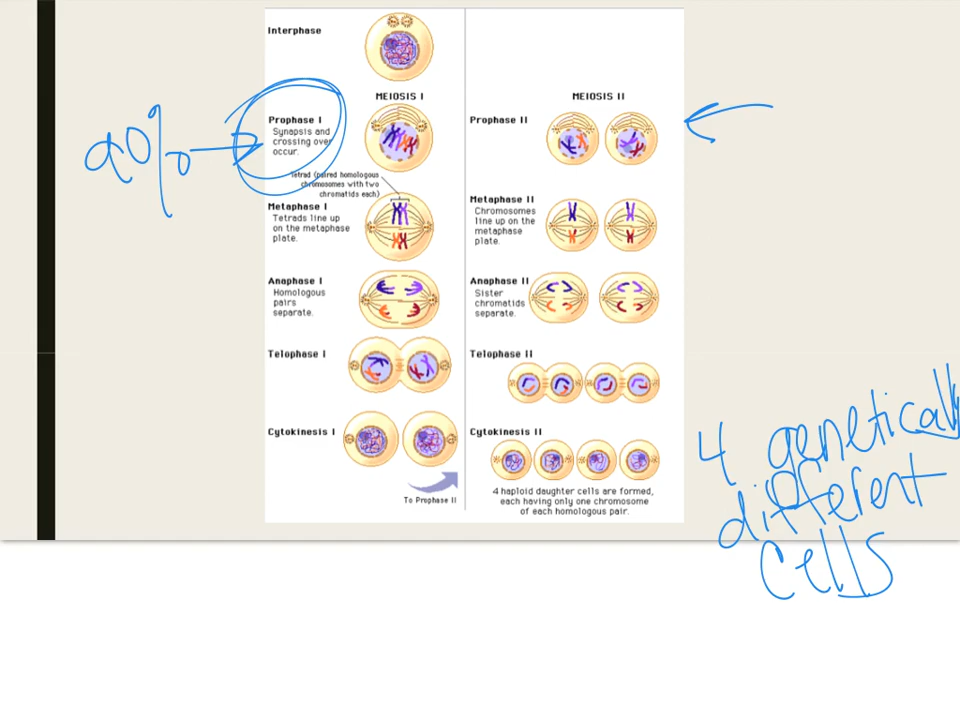 Interphase
MEIOSIS I
Prophase I
Synapsis and
crossing over
occur.
Tetrad (paired homologous
chromosomes with two
chromatids each)
Metaphase I
Tetrads line up
on the metaphase
plate.
Anaphase I
Homologous
pairs
separate.
Telophase I
Cytokinesis I
To Prophase II
MEIOSIS II
Prophase II
Metaphase II
Chromosomes
line up on the
metaphase
plate.
Anaphase II
Sister
chromatids
separate.
Telophase II
Cytokinesis II
4 haploid daughter cells are formed,
each having only one chromosome
of each homologous pair.
4 genetically
different
cells